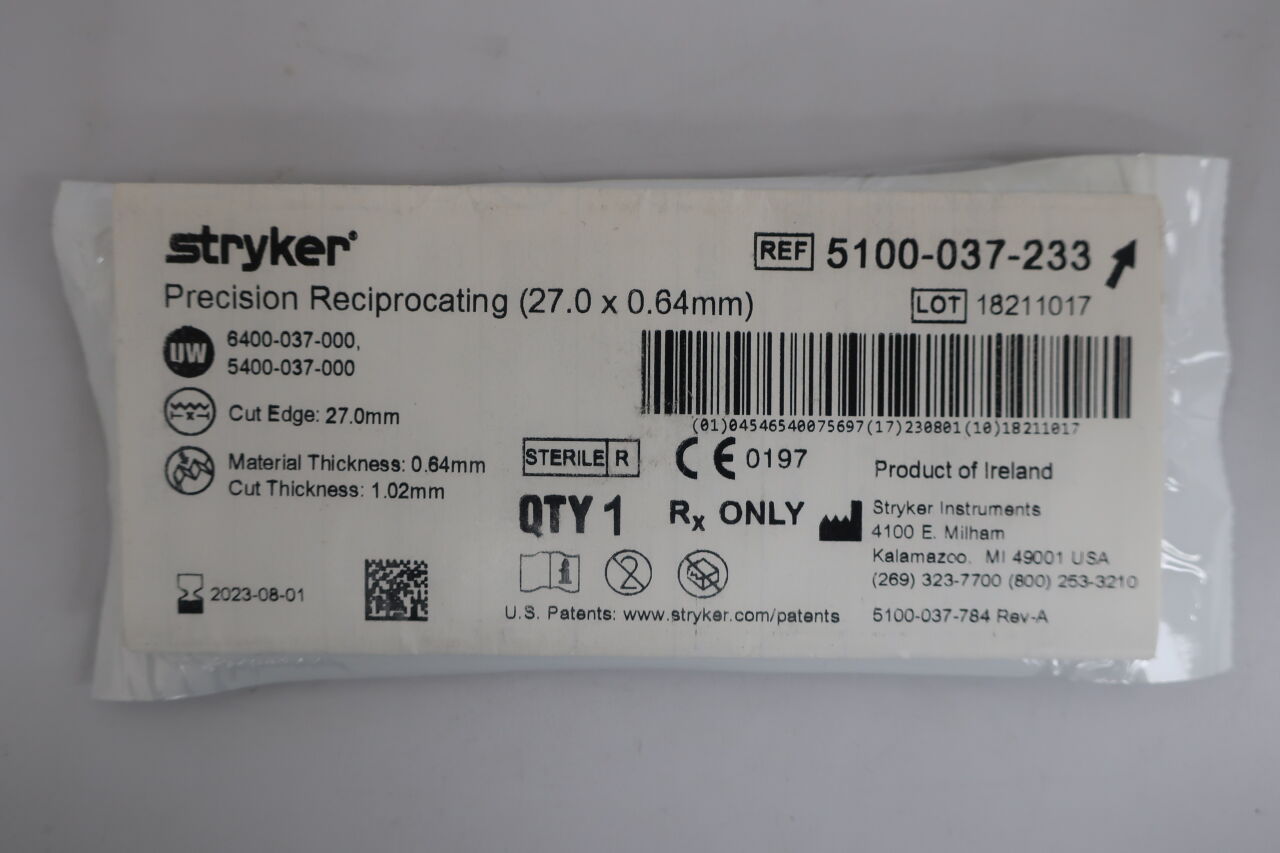 stryker®
Precision Reciprocating (27.0 x 0.64mm)
REF 5100-037-233
LOT 18211017
UW 6400-037-000,
5400-037-000
(01)04546540075697(17)230801(10)18211017
Cut Edge: 27.0mm
Material Thickness: 0.64mm
Cut Thickness: 1.02mm
STERILE R
CE 0197
Product of Ireland
QTY 1
Rx ONLY
Stryker Instruments
4100 E. Milham
Kalamazoo, MI 49001 USA
(269) 323-7700 (800) 253-3210
2023-08-01
2
U.S. Patents: www.stryker.com/patents
5100-037-784 Rev-A